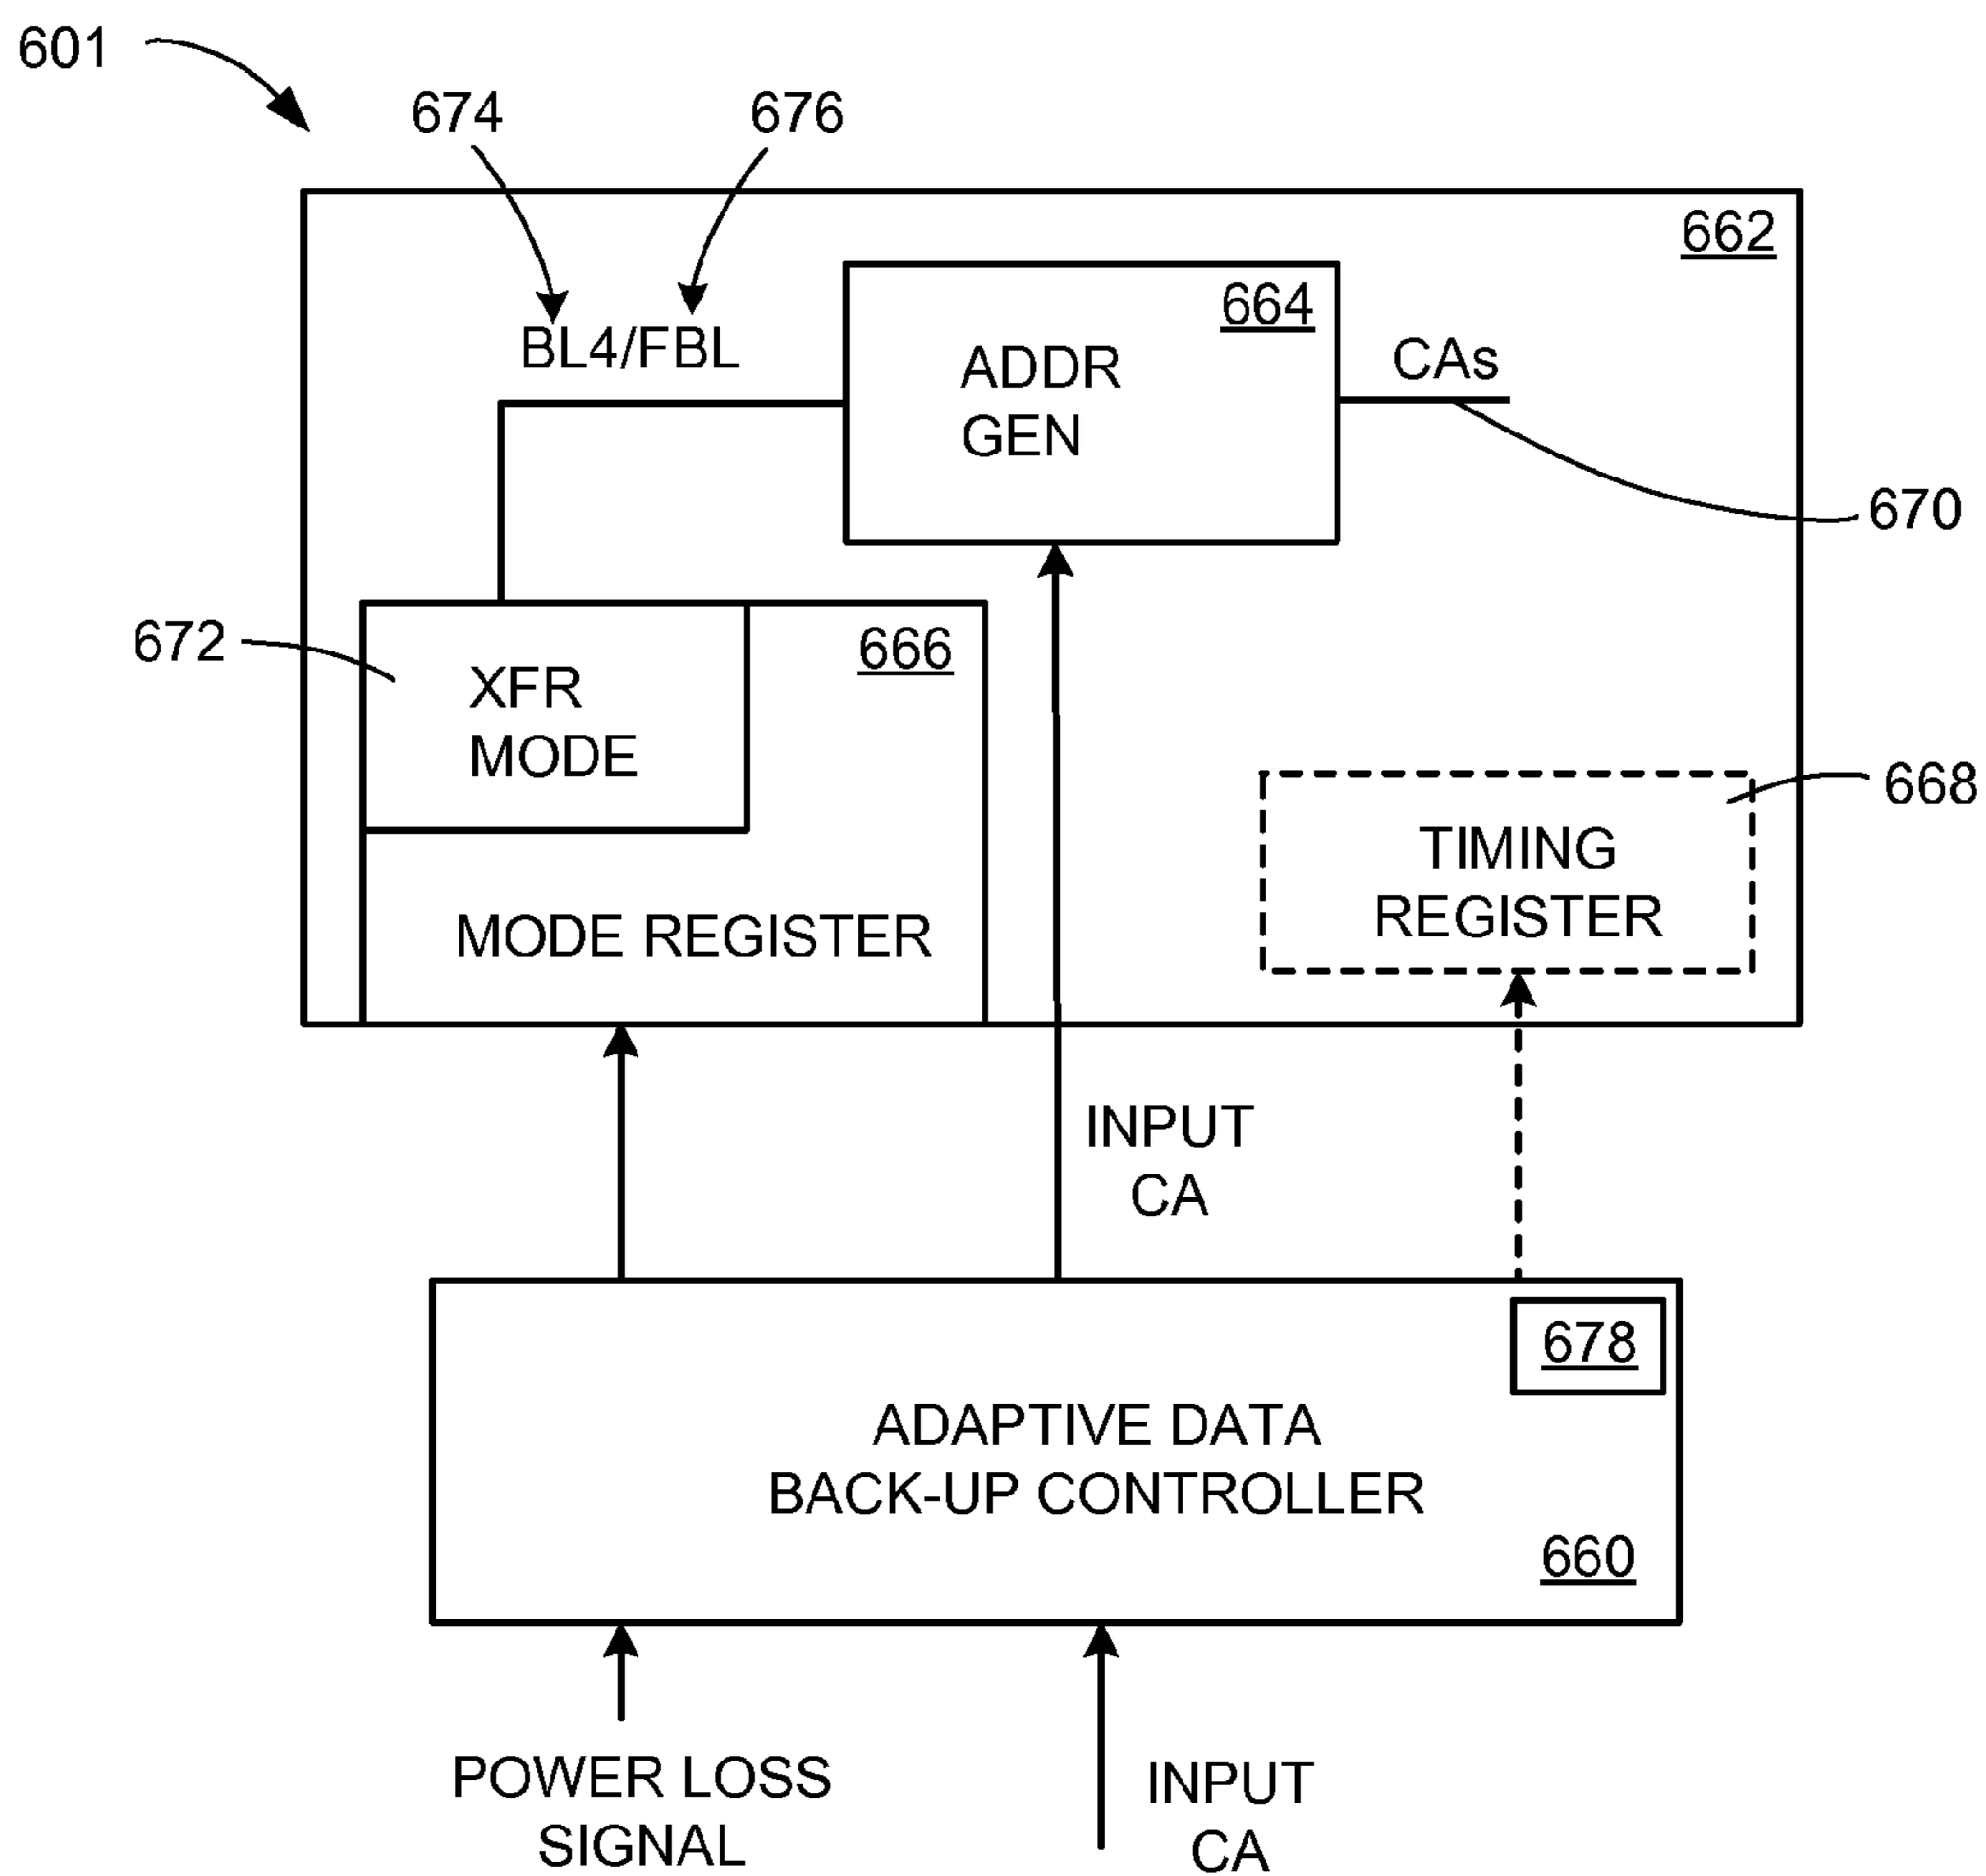 601
674
676
662
664
BL4/FBL
ADDR
GEN
CAs
670
672
666
XFR
MODE
668
TIMING
REGISTER
MODE REGISTER
INPUT
CA
678
ADAPTIVE DATA
BACK-UP CONTROLLER
660
POWER LOSS
SIGNAL
INPUT
CA